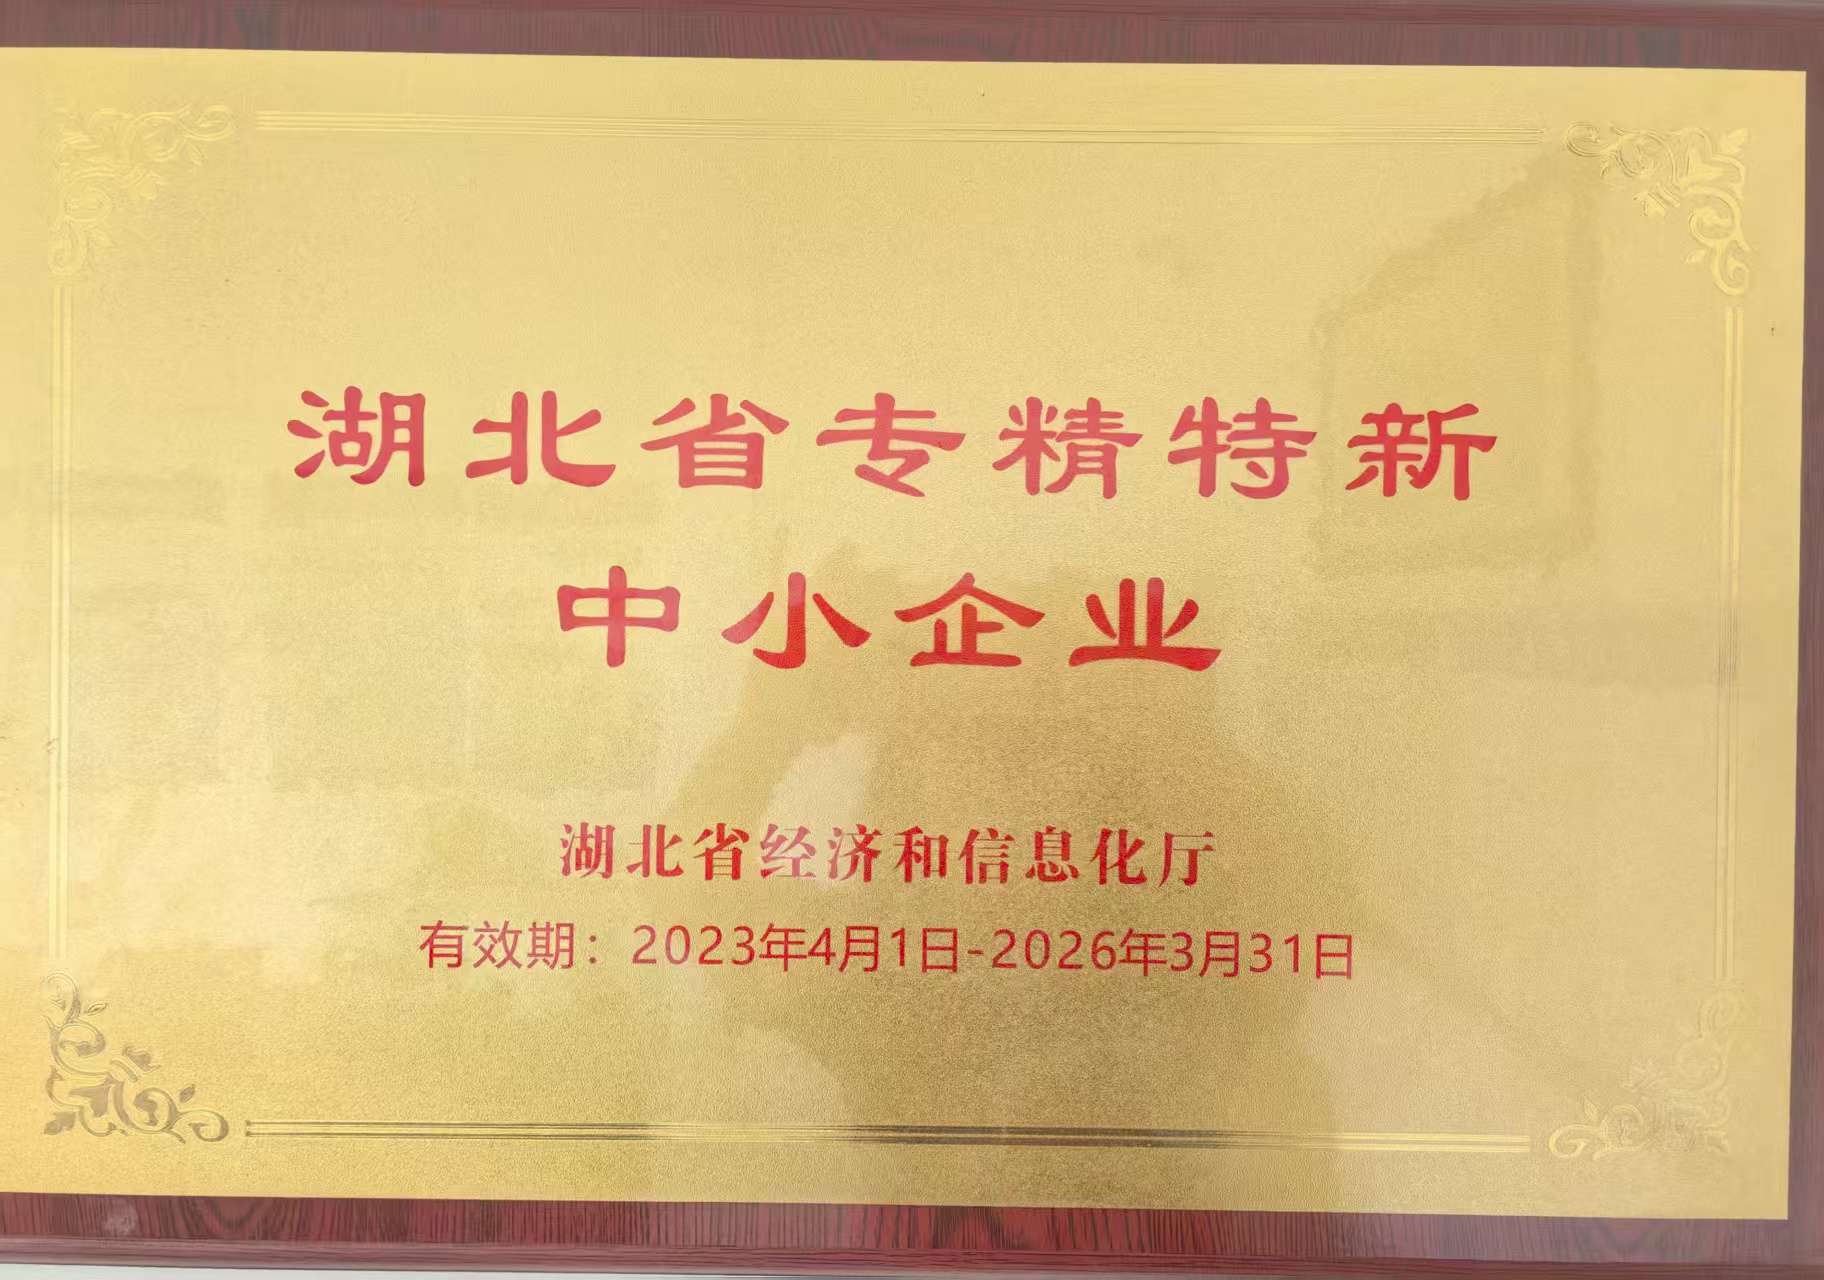 湖北省专精特新
中小企业
湖北省经济和信息化厅
有效期：2023年4月1日-2026年3月31日